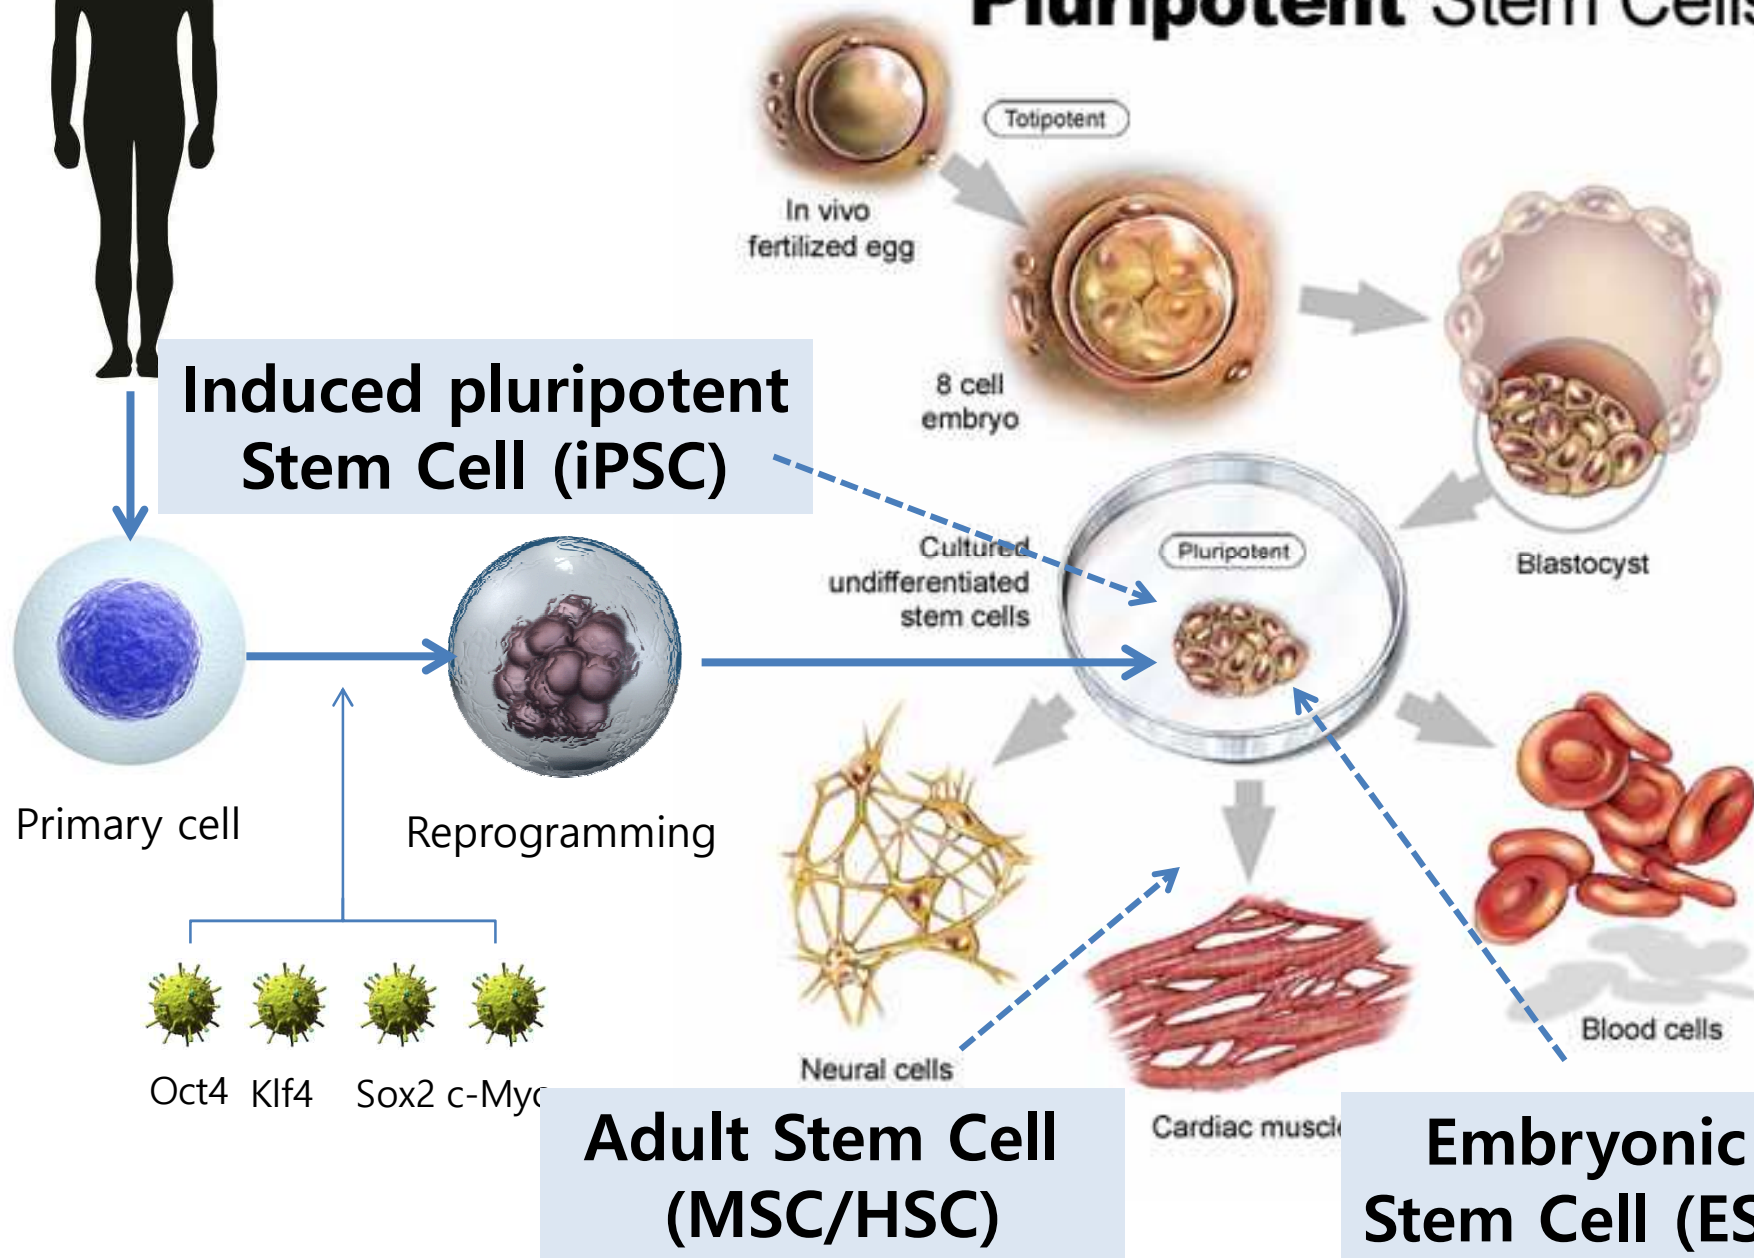 Pluripotent Stem Cells
Totipotent
In vivo
fertilized egg
8 cell
embryo
Induced pluripotent
Stem Cell (iPSC)
Cultured
undifferentiated
stem cells
Pluripotent
Blastocyst
Primary cell
Reprogramming
Oct4 Klf4 Sox2 c-Myc
Neural cells
Blood cells
Cardiac muscle
Adult Stem Cell
(MSC/HSC)
Embryonic
Stem Cell (ES